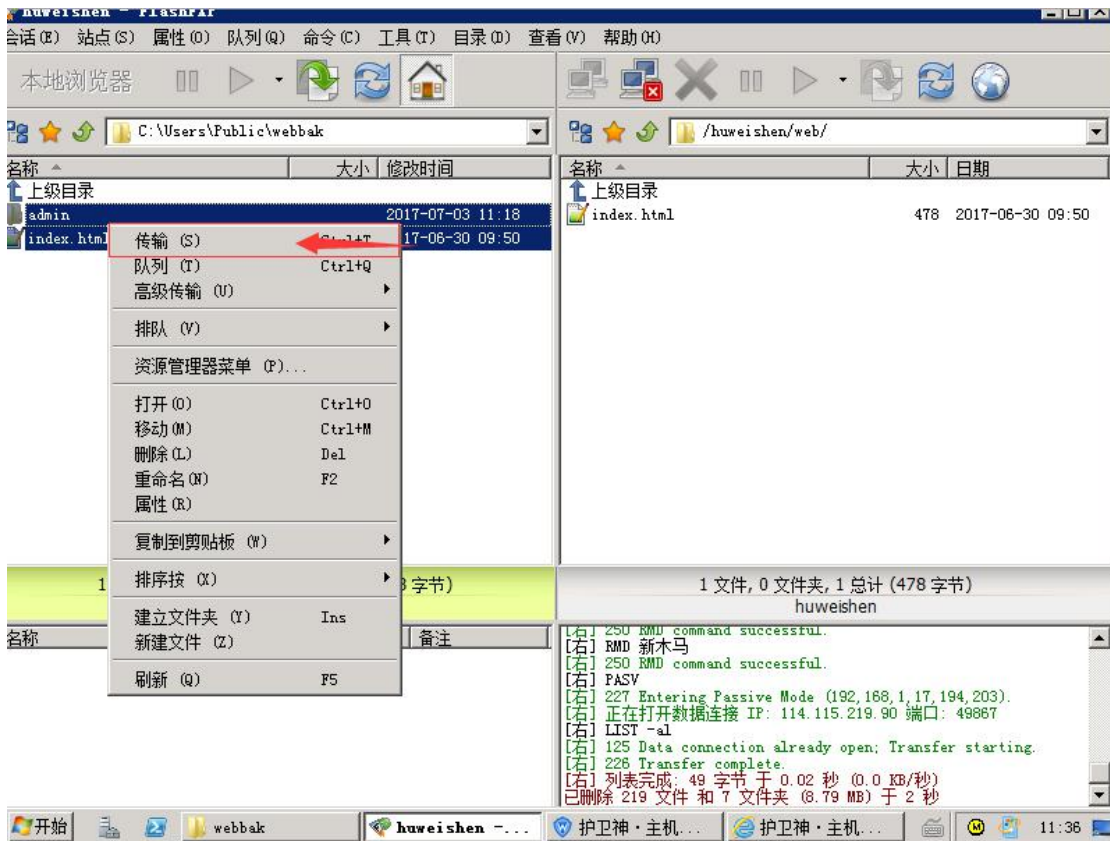 huweishen - FlashFXP
会话(E) 站点(S) 属性(O) 队列(Q) 命令(C) 工具(T) 目录(D) 查看(V) 帮助(H)
本地浏览器
C:\Users\Public\webbak
/huweishen/web/
名称 大小 修改时间
名称 大小 日期
上级目录
上级目录
admin 2017-07-03 11:18
index.html 478 2017-06-30 09:50
index.html 17-06-30 09:50
传输 (S)
队列 (T) Ctrl+Q
高级传输 (U)
排队 (V)
资源管理器菜单 (P)...
打开(O) Ctrl+O
移动(M) Ctrl+M
删除(L) Del
重命名(N) F2
属性(R)
复制到剪贴板 (W)
排序按 (X)
建立文件夹 (Y) Ins
新建文件 (Z)
刷新 (Q) F5
1 字节)
1 文件, 0 文件夹, 1 总计 (478 字节)
huweishen
名称 备注
[右] 250 RMD command successful.
[右] RMD 新木马
[右] 250 RMD command successful.
[右] PASV
[右] 227 Entering Passive Mode (192,168,1,17,194,203).
[右] 正在打开数据连接 IP: 114.115.219.90 端口: 49867
[右] LIST -al
[右] 125 Data connection already open; Transfer starting.
[右] 226 Transfer complete.
[右] 列表完成: 49 字节 于 0.02 秒 (0.0 KB/秒)
已删除 219 文件 和 7 文件夹 (8.79 MB) 于 2 秒
开始 webbak huweishen -... 护卫神·主机... 护卫神·主机... 11:36